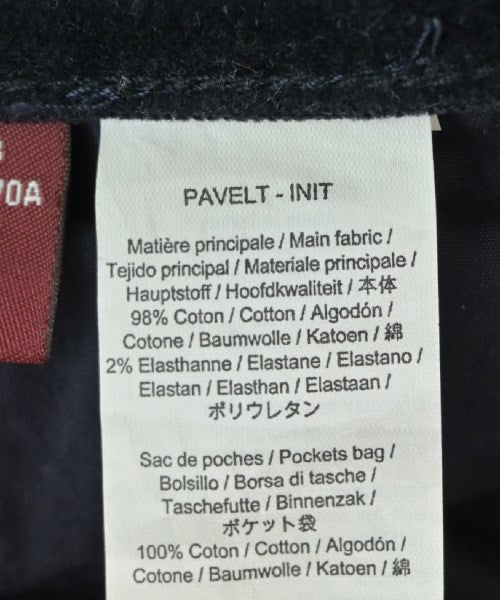 70A
PAVELT - INIT
Matière principale / Main fabric /
Tejido principal / Materiale principale /
Hauptstoff / Hoofdkwaliteit / 本体
98% Coton / Cotton / Algodón /
Cotone / Baumwolle / Katoen / 綿
2% Elasthanne / Elastane / Elastano /
Elastan / Elasthan / Elastaan /
ポリウレタン
Sac de poches / Pockets bag /
Bolsillo / Borsa di tasche /
Taschefutte / Binnenzak /
ポケット袋
100% Coton / Cotton / Algodón /
Cotone / Baumwolle / Katoen / 綿